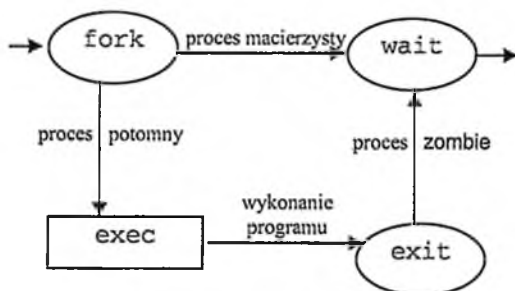 fork
proces macierzysty
wait
proces potomny
proces zombie
wykonanie
programu
exec
exit